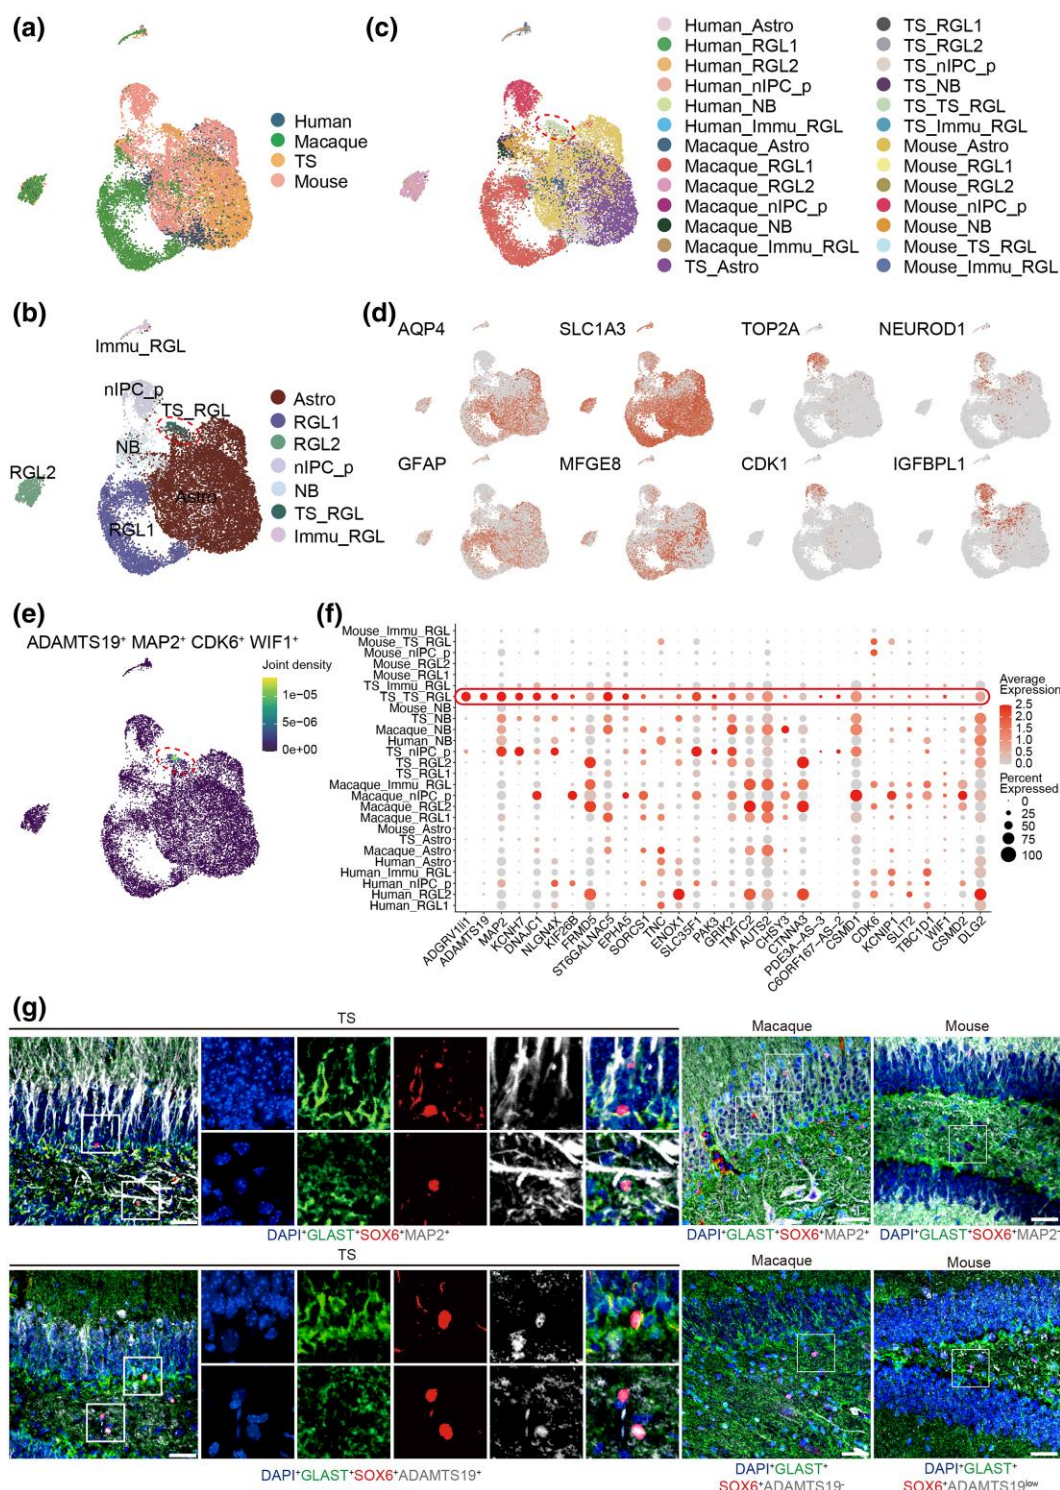 (a)
Human
Macaque
TS
Mouse
(c)
Human_Astro
Human_RGL1
Human_RGL2
Human_nIPC_p
Human_NB
Human_Immu_RGL
Macaque_Astro
Macaque_RGL1
Macaque_RGL2
Macaque_nIPC_p
Macaque_NB
Macaque_Immu_RGL
TS_Astro
TS_RGL1
TS_RGL2
TS_nIPC_p
TS_NB
TS_TS_RGL
TS_Immu_RGL
Mouse_Astro
Mouse_RGL1
Mouse_RGL2
Mouse_nIPC_p
Mouse_NB
Mouse_TS_RGL
Mouse_Immu_RGL
(b)
Immu_RGL
nIPC_p
TS_RGL
NB
RGL2
Astro
RGL1
Astro
RGL1
RGL2
nIPC_p
NB
TS_RGL
Immu_RGL
(d)
AQP4
SLC1A3
TOP2A
NEUROD1
GFAP
MFGE8
CDK1
IGFBPL1
(e)
ADAMTS19⁺ MAP2⁺ CDK6⁺ WIF1⁺
Joint density
1e-05
5e-06
0e+00
(f)
Mouse_Immu_RGL
Mouse_TS_RGL
Mouse_nIPC_p
Mouse_RGL2
Mouse_RGL1
TS_Immu_RGL
TS_TS_RGL
Mouse_NB
TS_NB
Macaque_NB
Human_NB
TS_nIPC_p
TS_RGL2
TS_RGL1
Macaque_Immu_RGL
Macaque_nIPC_p
Macaque_RGL2
Macaque_RGL1
Mouse_Astro
TS_Astro
Macaque_Astro
Human_Astro
Human_Immu_RGL
Human_nIPC_p
Human_RGL2
Human_RGL1
ADGRV1l1
ADAMTS19
MAP2
KCNH7
DNAJC1
NLGN4X
KIF26B
FRMD5
ST6GALNAC5
EPHA5
SORCS1
TNC
ENOX1
SLC35F1
PAK3
GRIK2
TMTC2
AUTS2
CHSY3
CTNNA3
PDE3A-AS-3
C6ORF167-AS-2
CSMD1
CDK6
KCNIP1
SLIT2
TBC1D1
WIF1
CSMD2
DLG2
Average
Expression
2.5
2.0
1.5
1.0
0.5
0.0
Percent
Expressed
0
25
50
75
100
(g)
TS
Macaque
Mouse
DAPI⁺GLAST⁺SOX6⁺MAP2⁺
DAPI⁺GLAST⁺SOX6⁺MAP2⁺
DAPI⁺GLAST⁺SOX6⁺MAP2⁻
TS
Macaque
Mouse
DAPI⁺GLAST⁺SOX6⁺ADAMTS19⁺
DAPI⁺GLAST⁺
SOX6⁺ADAMTS19⁻
DAPI⁺GLAST⁺
SOX6⁺ADAMTS19ˡᵒʷ